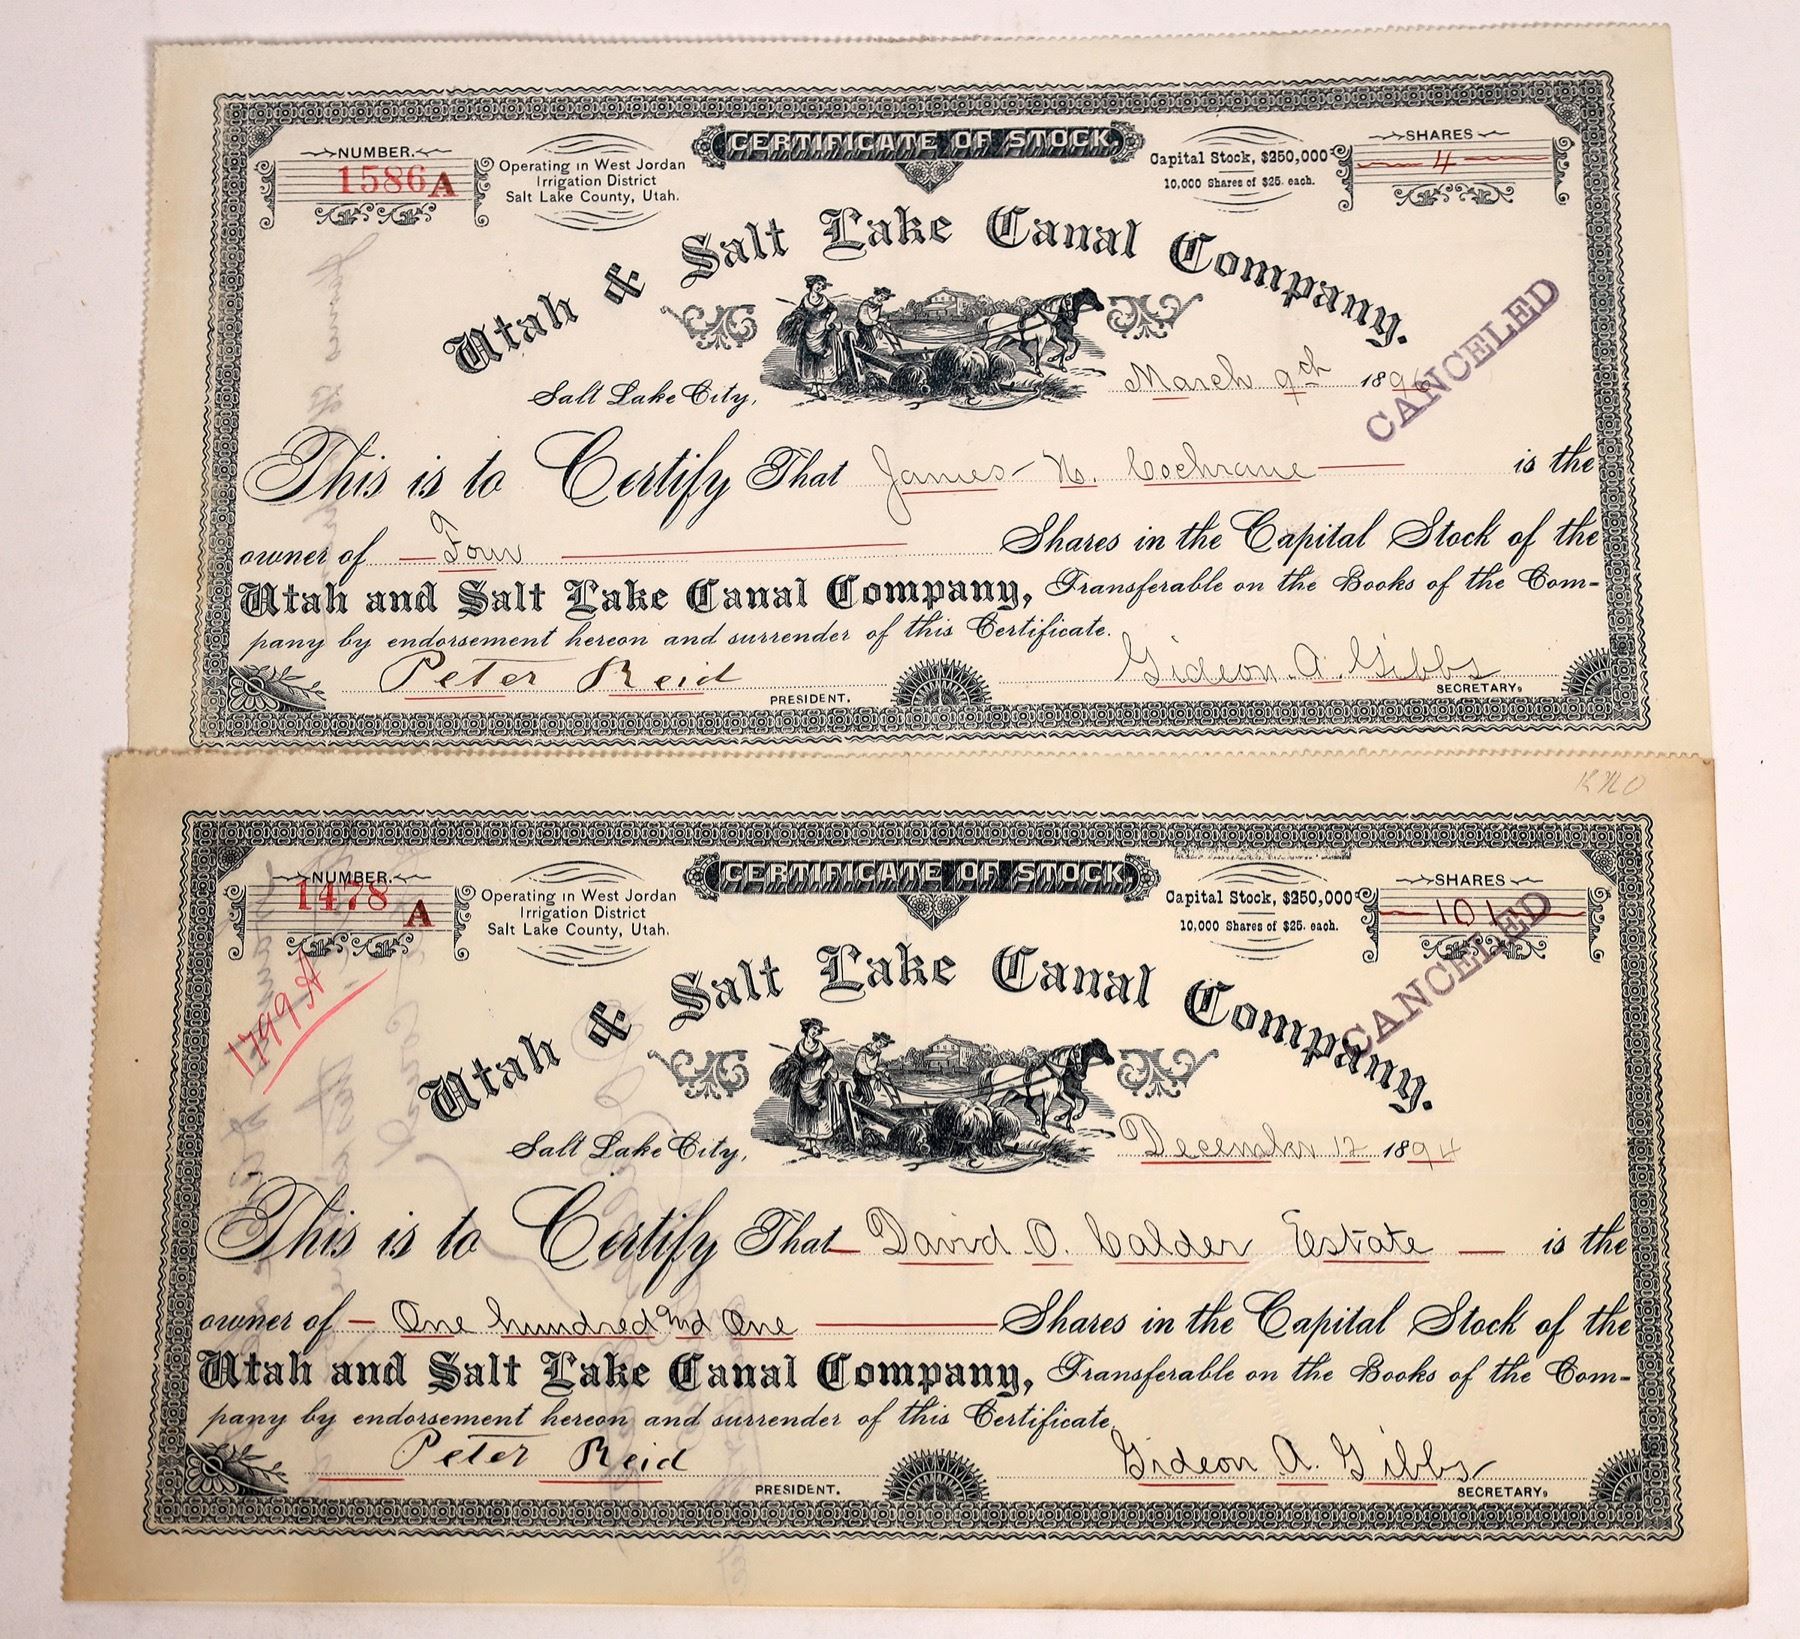 CERTIFICATE OF STOCK.
NUMBER.
1586 A
Operating in West Jordan
Irrigation District
Salt Lake County, Utah.
Capital Stock, $250,000
10,000 Shares of $25. each.
SHARES
4
Utah & Salt Lake Canal Company.
CANCELED
Salt Lake City, March 9th 1896
This is to Certify That James N. Cochrane is the
owner of Four Shares in the Capital Stock of the
Utah and Salt Lake Canal Company, Transferable on the Books of the Com-
pany by endorsement hereon and surrender of this Certificate.
Peter Reid PRESIDENT.
Gideon A. Gibbs SECRETARY,
CERTIFICATE OF STOCK.
NUMBER.
1478 A
1799 A
Operating in West Jordan
Irrigation District
Salt Lake County, Utah.
Capital Stock, $250,000
10,000 Shares of $25. each.
SHARES
101
CANCELED
Utah & Salt Lake Canal Company.
Salt Lake City, December 12 1894
This is to Certify That David O. Calder Estate is the
owner of One hundred and One Shares in the Capital Stock of the
Utah and Salt Lake Canal Company, Transferable on the Books of the Com-
pany by endorsement hereon and surrender of this Certificate.
Peter Reid PRESIDENT.
Gideon A. Gibbs SECRETARY,